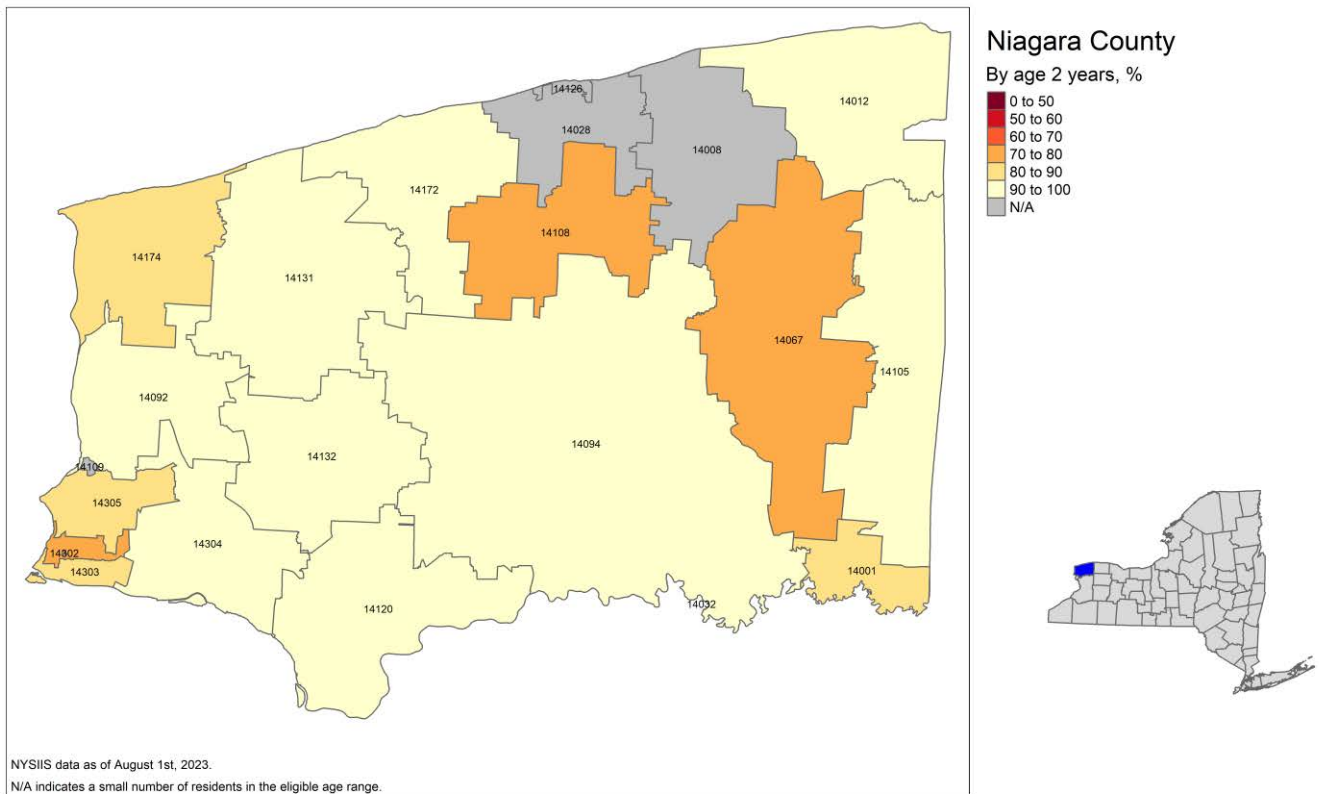 Niagara County
By age 2 years, %
0 to 50
50 to 60
60 to 70
70 to 80
80 to 90
90 to 100
N/A
14126
14012
14028
14008
14172
14108
14174
14131
14067
14105
14092
14094
14132
14109
14305
14304
14302
14303
14001
14120
14032
NYSIIS data as of August 1st, 2023.
N/A indicates a small number of residents in the eligible age range.